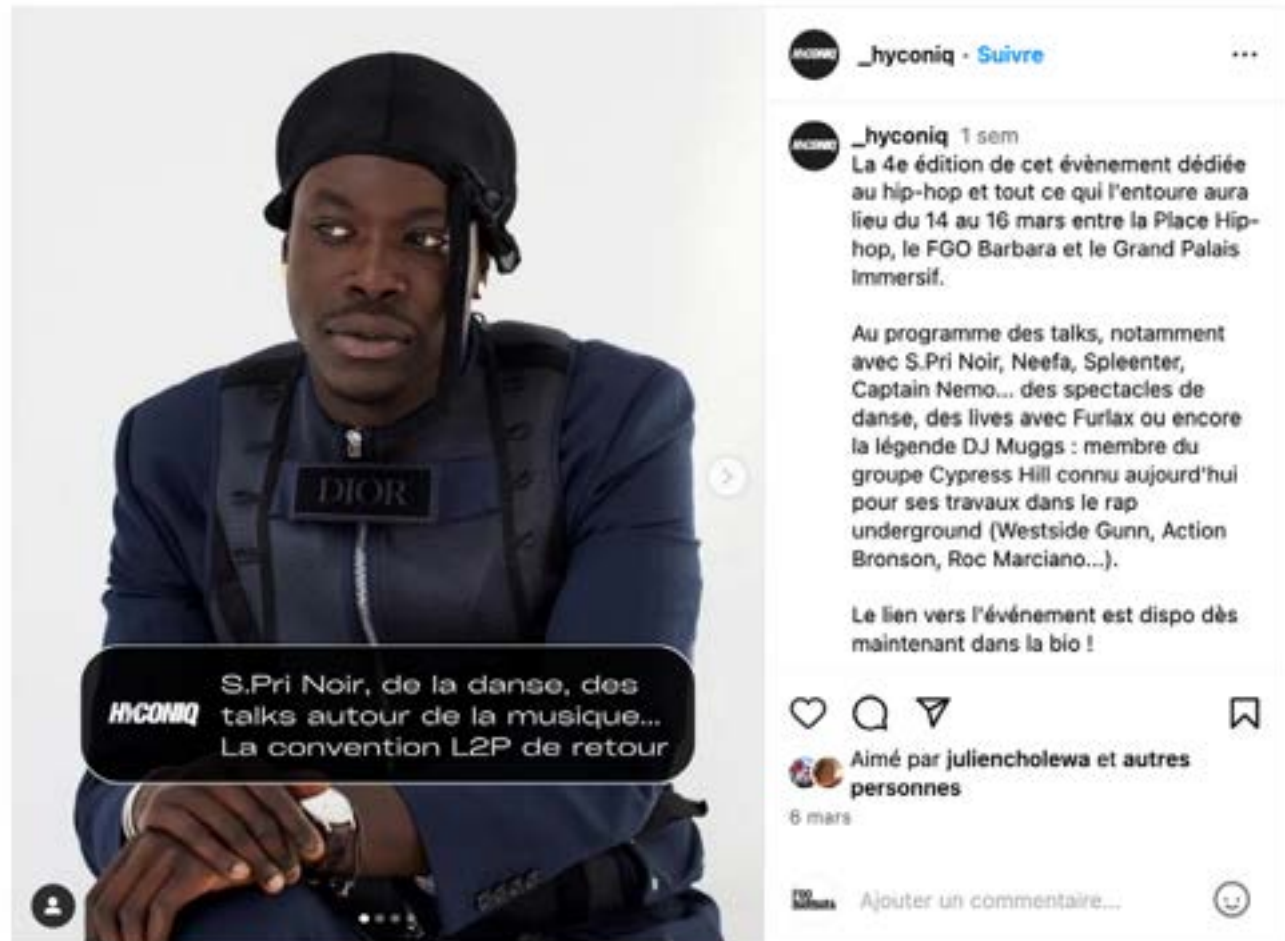 DIOR
HYCONIQ
S.Pri Noir, de la danse, des
talks autour de la musique...
La convention L2P de retour
HYCONIQ
_hyconiq · Suivre
HYCONIQ
_hyconiq 1 sem
La 4e édition de cet évènement dédiée
au hip-hop et tout ce qui l'entoure aura
lieu du 14 au 16 mars entre la Place Hip-
hop, le FGO Barbara et le Grand Palais
Immersif.
Au programme des talks, notamment
avec S.Pri Noir, Neefa, Spleenter,
Captain Nemo... des spectacles de
danse, des lives avec Furlax ou encore
la légende DJ Muggs : membre du
groupe Cypress Hill connu aujourd'hui
pour ses travaux dans le rap
underground (Westside Gunn, Action
Bronson, Roc Marciano...).
Le lien vers l'événement est dispo dès
maintenant dans la bio !
Aimé par juliencholewa et autres
personnes
6 mars
FGO
BARBARA
Ajouter un commentaire...